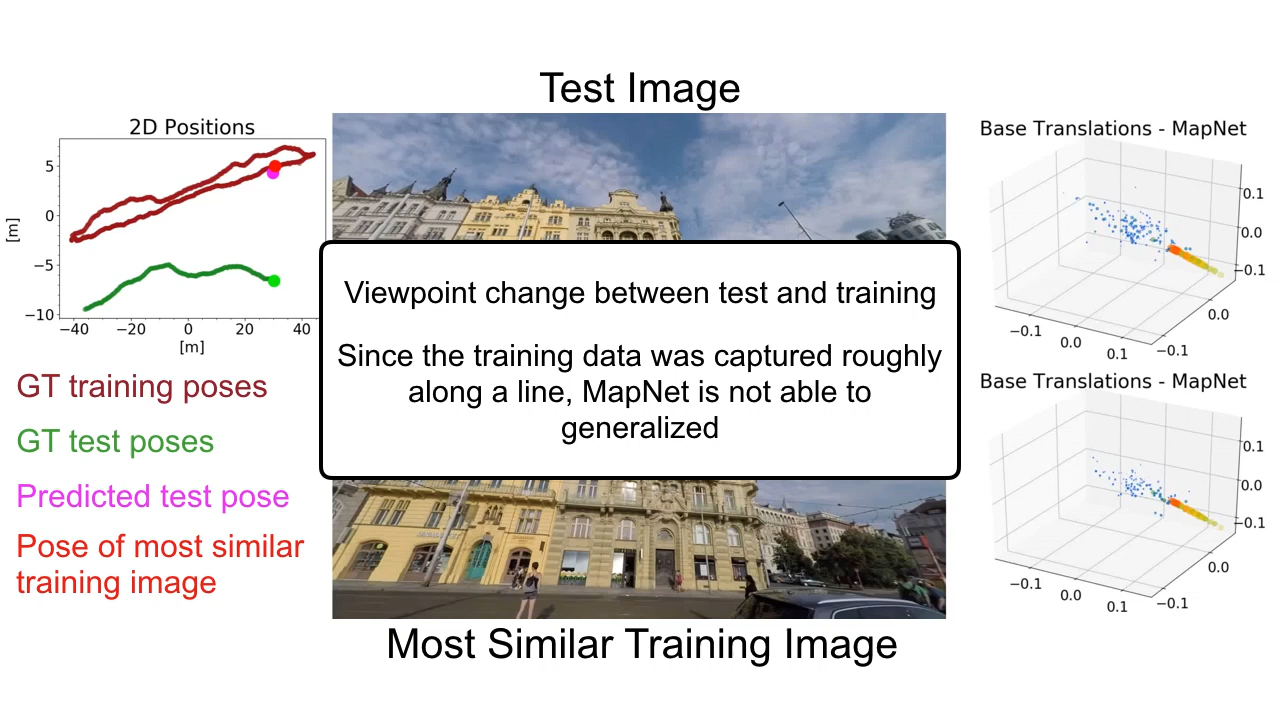 Test Image
2D Positions
5
0
−5
−10
[m]
−40 −20 0 20 40
[m]
GT training poses
GT test poses
Predicted test pose
Pose of most similar
training image
Viewpoint change between test and training
Since the training data was captured roughly
along a line, MapNet is not able to
generalized
Most Similar Training Image
Base Translations - MapNet
0.1
0.0
−0.1
0.0
−0.1
−0.1 0.0 0.1
Base Translations - MapNet
0.1
0.0
−0.1
0.0
−0.1
−0.1 0.0 0.1